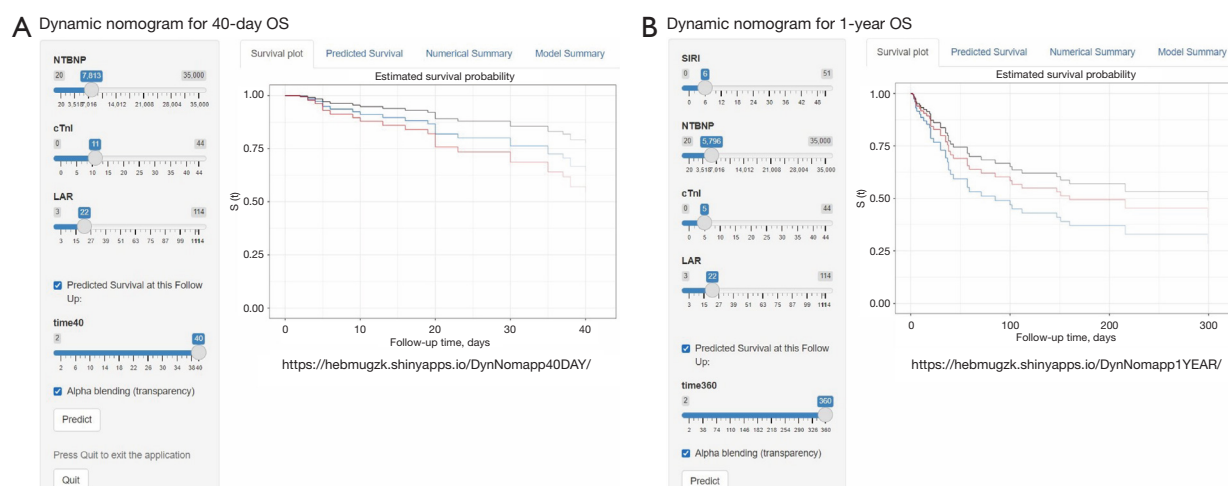 A Dynamic nomogram for 40-day OS
NTBNP
20 7,813 35,000
20 3,5187,016 14,012 21,008 28,004 35,000
cTnI
0 11 44
0 5 10 15 20 25 30 35 40 44
LAR
3 22 114
3 15 27 39 51 63 75 87 99 1114
Predicted Survival at this Follow
Up:
time40
2 40
2 6 10 14 18 22 26 30 34 3840
Alpha blending (transparency)
Predict
Press Quit to exit the application
Quit
Survival plot Predicted Survival Numerical Summary Model Summary
Estimated survival probability
S (t)
1.00
0.75
0.50
0.25
0.00
0 10 20 30 40
Follow-up time, days
https://hebmugzk.shinyapps.io/DynNomapp40DAY/
B Dynamic nomogram for 1-year OS
SIRI
0 6 51
0 6 12 18 24 30 36 42 48
NTBNP
20 5,796 35,000
20 3,5187,016 14,012 21,008 28,004 35,000
cTnI
0 5 44
0 5 10 15 20 25 30 35 40 44
LAR
3 22 114
3 15 27 39 51 63 75 87 99 1114
Predicted Survival at this Follow
Up:
time360
2 360
2 38 74 110 146 182 218 254 290 326 360
Alpha blending (transparency)
Predict
Survival plot Predicted Survival Numerical Summary Model Summary
Estimated survival probability
S (t)
1.00
0.75
0.50
0.25
0.00
0 100 200 300
Follow-up time, days
https://hebmugzk.shinyapps.io/DynNomapp1YEAR/